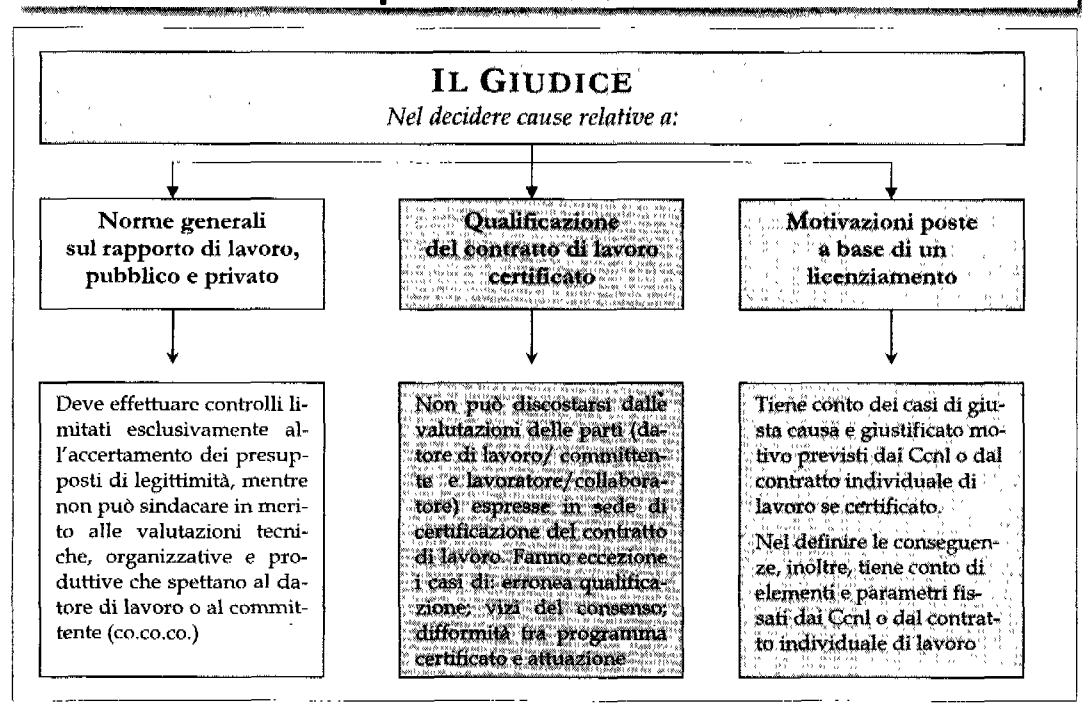 IL GIUDICE
Nel decidere cause relative a:
Norme generali
sul rapporto di lavoro,
pubblico e privato
Qualificazione
del contratto di lavoro
certificato
Motivazioni poste
a base di un
licenziamento
Deve effettuare controlli li-
mitati esclusivamente al-
l'accertamento dei presup-
posti di legittimità, mentre
non può sindacare in meri-
to alle valutazioni tecni-
che, organizzative e pro-
duttive che spettano al da-
tore di lavoro o al commit-
tente (co.co.co.)
Non può discostarsi dalle
valutazioni delle parti (da-
tore di lavoro/ committen-
te e lavoratore/collabora-
tore) espresse in sede di
certificazione del contratto
di lavoro. Fanno eccezione
i casi di: erronea qualifica-
zione; vizi del consenso;
difformità tra programma
certificato e attuazione
Tiene conto dei casi di giu-
sta causa e giustificato mo-
tivo previsti dai Ccnl o dal
contratto individuale di
lavoro se certificato.
Nel definire le conseguen-
ze, inoltre, tiene conto di
elementi e parametri fis-
sati dai Ccnl o dal contrat-
to individuale di lavoro